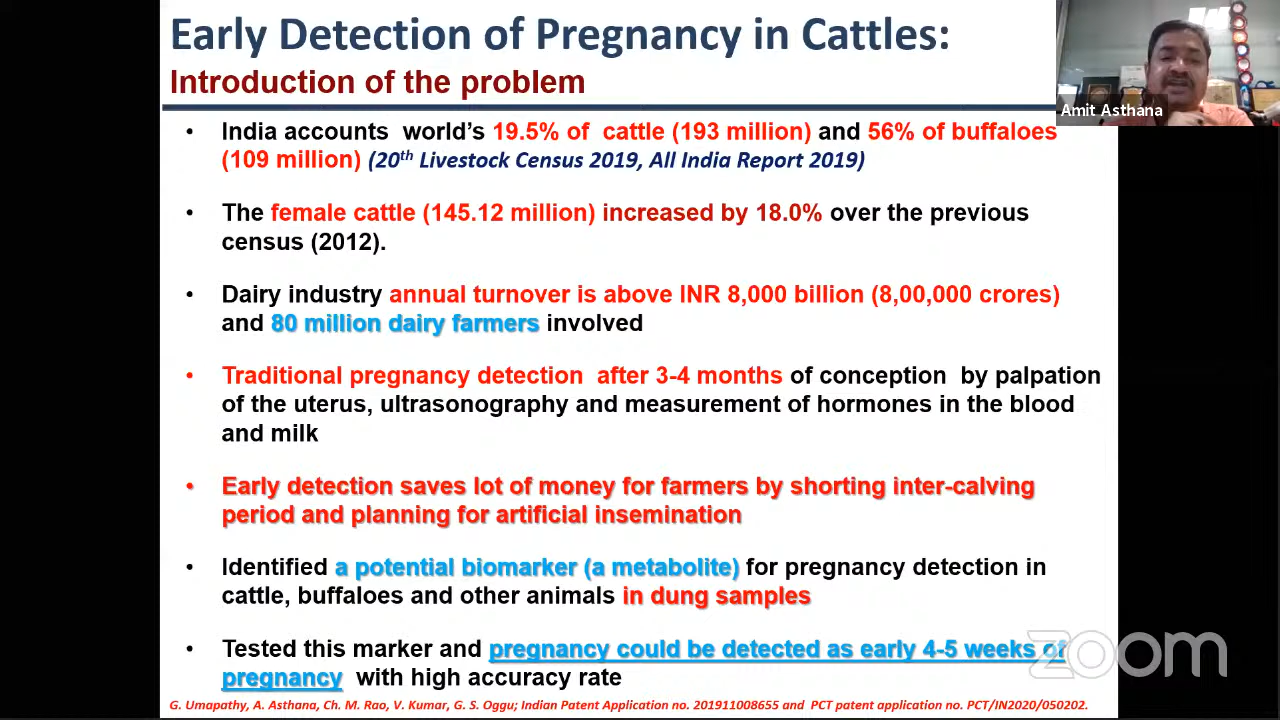 Early Detection of Pregnancy in Cattles:
Introduction of the problem
Amit Asthana
• India accounts world's 19.5% of cattle (193 million) and 56% of buffaloes
(109 million) (20th Livestock Census 2019, All India Report 2019)
• The female cattle (145.12 million) increased by 18.0% over the previous
census (2012).
• Dairy industry annual turnover is above INR 8,000 billion (8,00,000 crores)
and 80 million dairy farmers involved
• Traditional pregnancy detection after 3-4 months of conception by palpation
of the uterus, ultrasonography and measurement of hormones in the blood
and milk
• Early detection saves lot of money for farmers by shorting inter-calving
period and planning for artificial insemination
• Identified a potential biomarker (a metabolite) for pregnancy detection in
cattle, buffaloes and other animals in dung samples
• Tested this marker and pregnancy could be detected as early 4-5 weeks of
pregnancy with high accuracy rate
zoom
G. Umapathy, A. Asthana, Ch. M. Rao, V. Kumar, G. S. Oggu; Indian Patent Application no. 201911008655 and PCT patent application no. PCT/IN2020/050202.